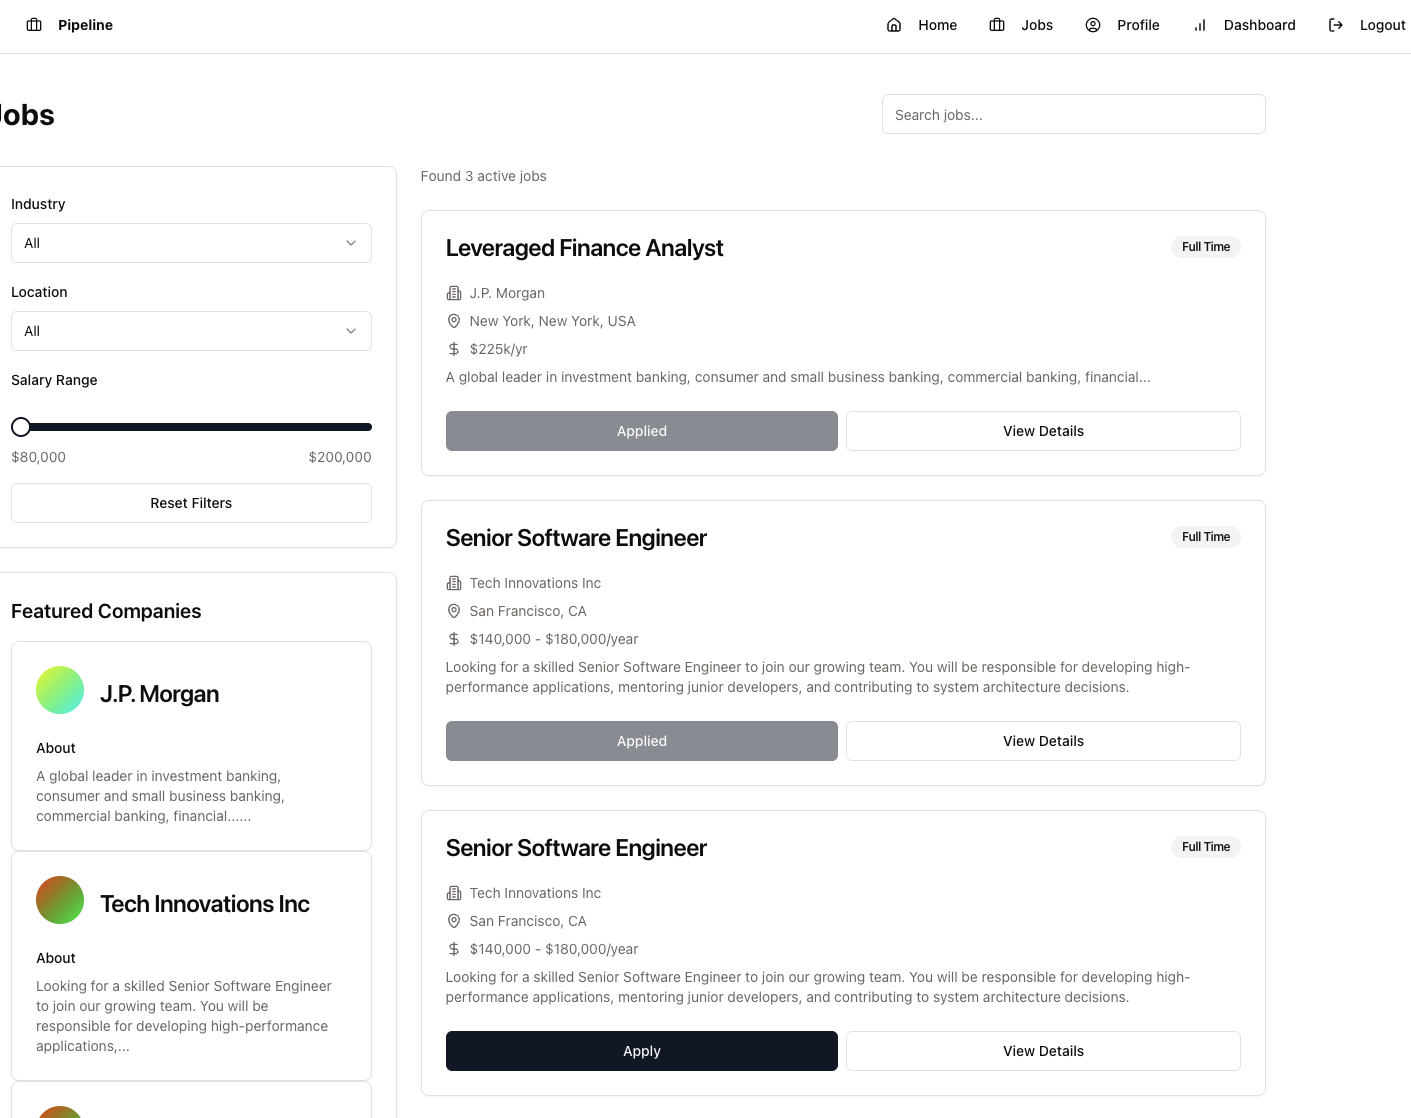 Pipeline
Home
Jobs
Profile
Dashboard
Logout
Jobs
Search jobs...
Industry
All
Location
All
Salary Range
$80,000
$200,000
Reset Filters
Featured Companies
J.P. Morgan
About
A global leader in investment banking,
consumer and small business banking,
commercial banking, financial......
Tech Innovations Inc
About
Looking for a skilled Senior Software Engineer
to join our growing team. You will be
responsible for developing high-performance
applications,...
Found 3 active jobs
Leveraged Finance Analyst
Full Time
J.P. Morgan
New York, New York, USA
$225k/yr
A global leader in investment banking, consumer and small business banking, commercial banking, financial...
Applied
View Details
Senior Software Engineer
Full Time
Tech Innovations Inc
San Francisco, CA
$140,000 - $180,000/year
Looking for a skilled Senior Software Engineer to join our growing team. You will be responsible for developing high-
performance applications, mentoring junior developers, and contributing to system architecture decisions.
Applied
View Details
Senior Software Engineer
Full Time
Tech Innovations Inc
San Francisco, CA
$140,000 - $180,000/year
Looking for a skilled Senior Software Engineer to join our growing team. You will be responsible for developing high-
performance applications, mentoring junior developers, and contributing to system architecture decisions.
Apply
View Details